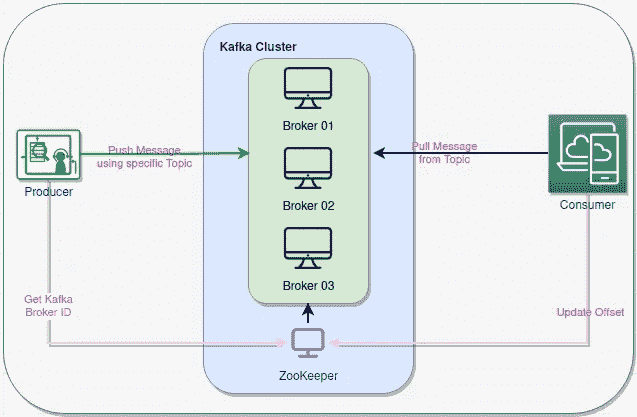 Kafka Cluster
Broker 01
Push Message
using specific Topic
Pull Message
from Topic
Producer
Broker 02
Consumer
Broker 03
Get Kafka
Broker ID
Update Offset
ZooKeeper